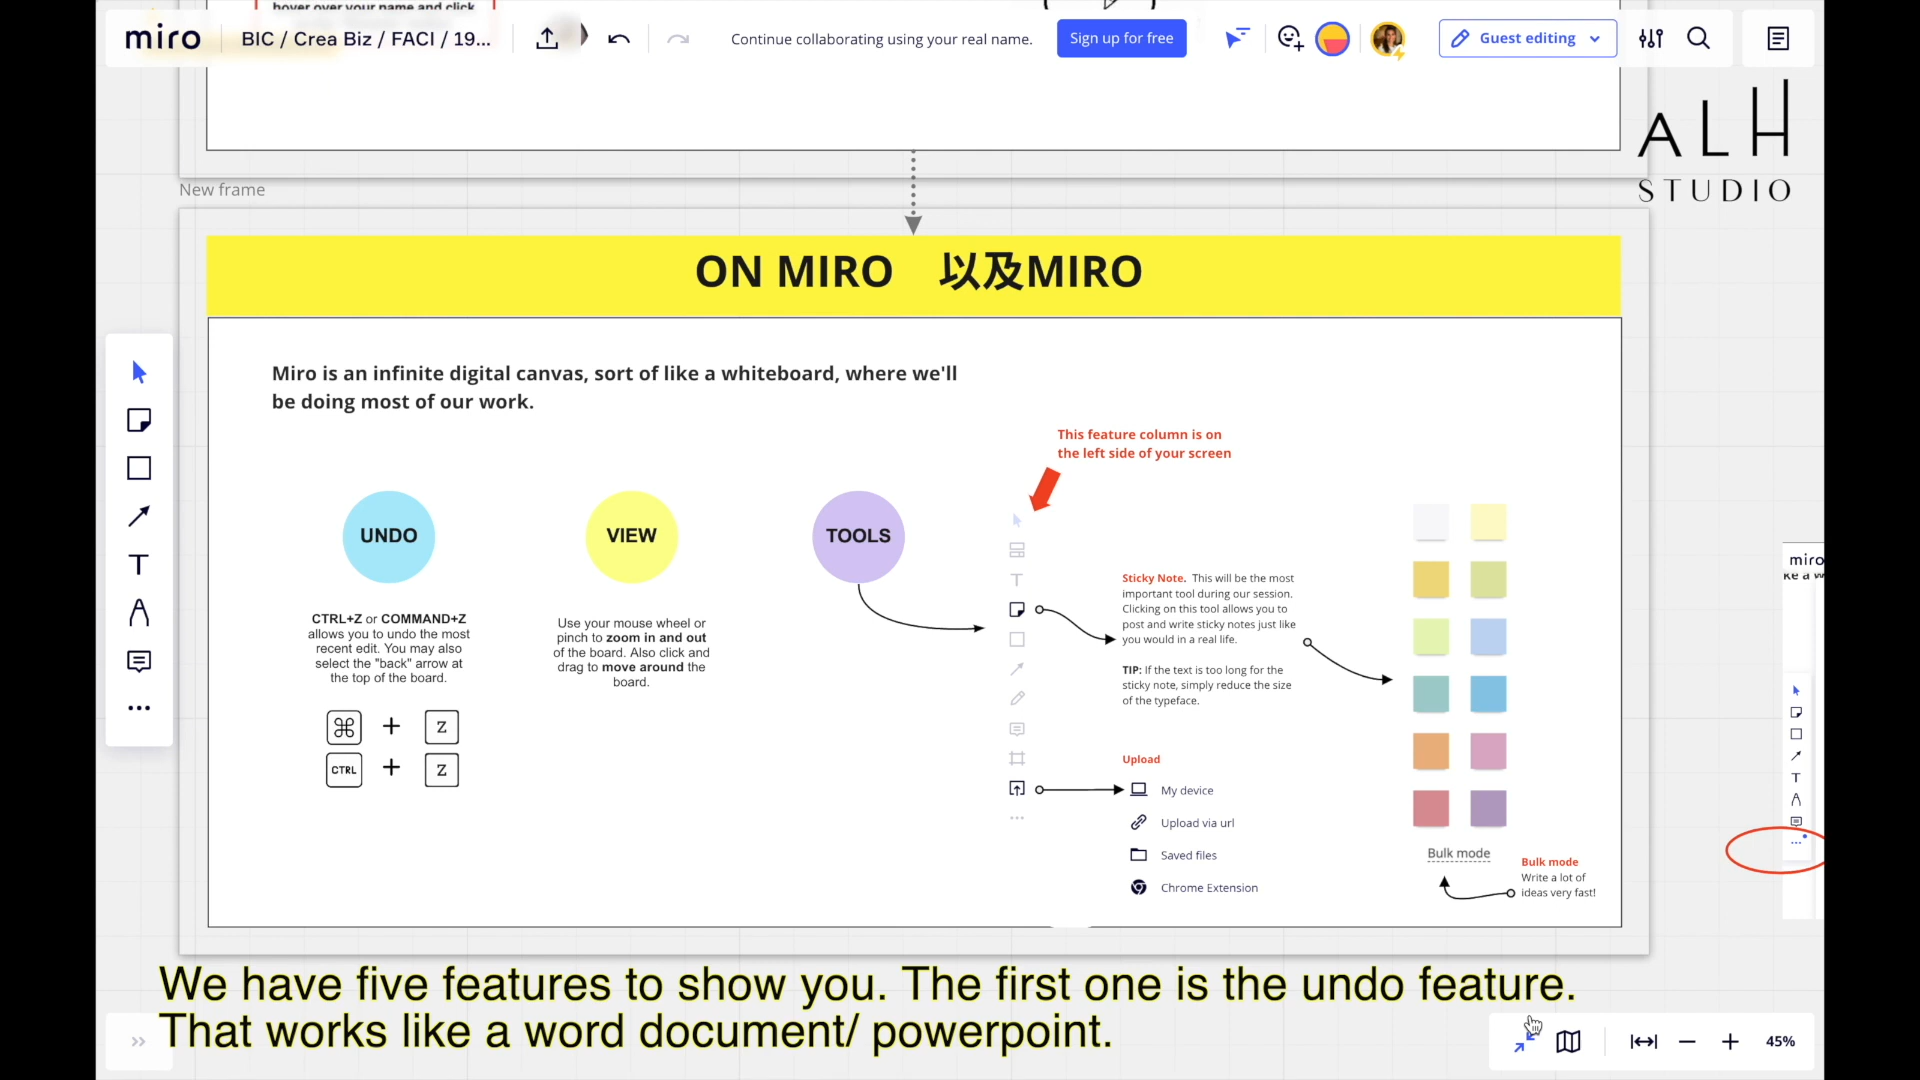 hover over your name and click
miro
BIC / Crea Biz / FACI / 19...
Continue collaborating using your real name.
Sign up for free
Guest editing
ALH
STUDIO
New frame
ON MIRO 以及MIRO
Miro is an infinite digital canvas, sort of like a whiteboard, where we'll
be doing most of our work.
This feature column is on
the left side of your screen
UNDO
VIEW
TOOLS
CTRL+Z or COMMAND+Z
allows you to undo the most
recent edit. You may also
select the "back" arrow at
the top of the board.
⌘ + Z
CTRL + Z
Use your mouse wheel or
pinch to zoom in and out
of the board. Also click and
drag to move around the
board.
Sticky Note. This will be the most
important tool during our session.
Clicking on this tool allows you to
post and write sticky notes just like
you would in a real life.
TIP: If the text is too long for the
sticky note, simply reduce the size
of the typeface.
Upload
My device
Upload via url
Saved files
Chrome Extension
Bulk mode
Bulk mode
Write a lot of
ideas very fast!
miro
We have five features to show you. The first one is the undo feature.
That works like a word document/ powerpoint.
45%